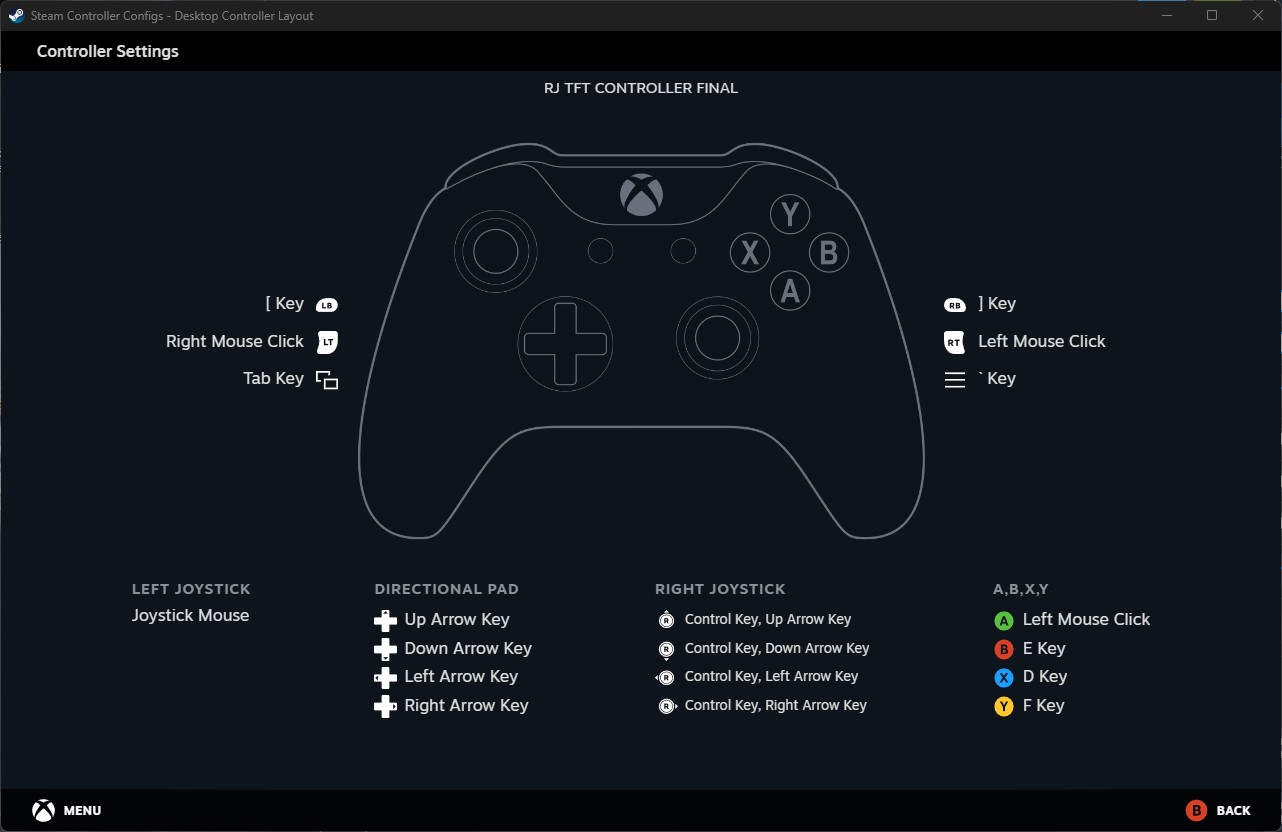 Steam Controller Configs - Desktop Controller Layout
Controller Settings
RJ TFT CONTROLLER FINAL
Y
X
B
A
[ Key LB
Right Mouse Click LT
Tab Key
RB ] Key
RT Left Mouse Click
` Key
LEFT JOYSTICK
Joystick Mouse
DIRECTIONAL PAD
Up Arrow Key
Down Arrow Key
Left Arrow Key
Right Arrow Key
RIGHT JOYSTICK
R Control Key, Up Arrow Key
R Control Key, Down Arrow Key
R Control Key, Left Arrow Key
R Control Key, Right Arrow Key
A,B,X,Y
A Left Mouse Click
B E Key
X D Key
Y F Key
MENU
B BACK